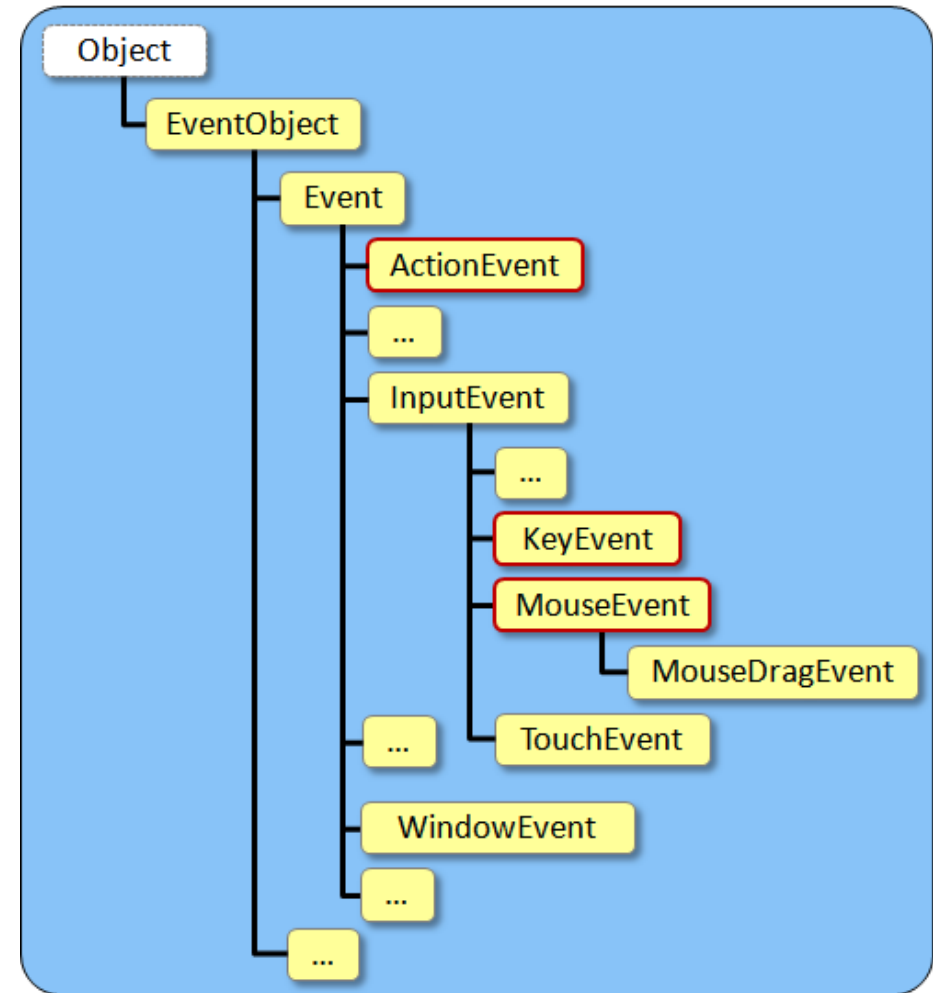 Object
EventObject
Event
ActionEvent
...
InputEvent
...
KeyEvent
MouseEvent
MouseDragEvent
TouchEvent
...
WindowEvent
...
...